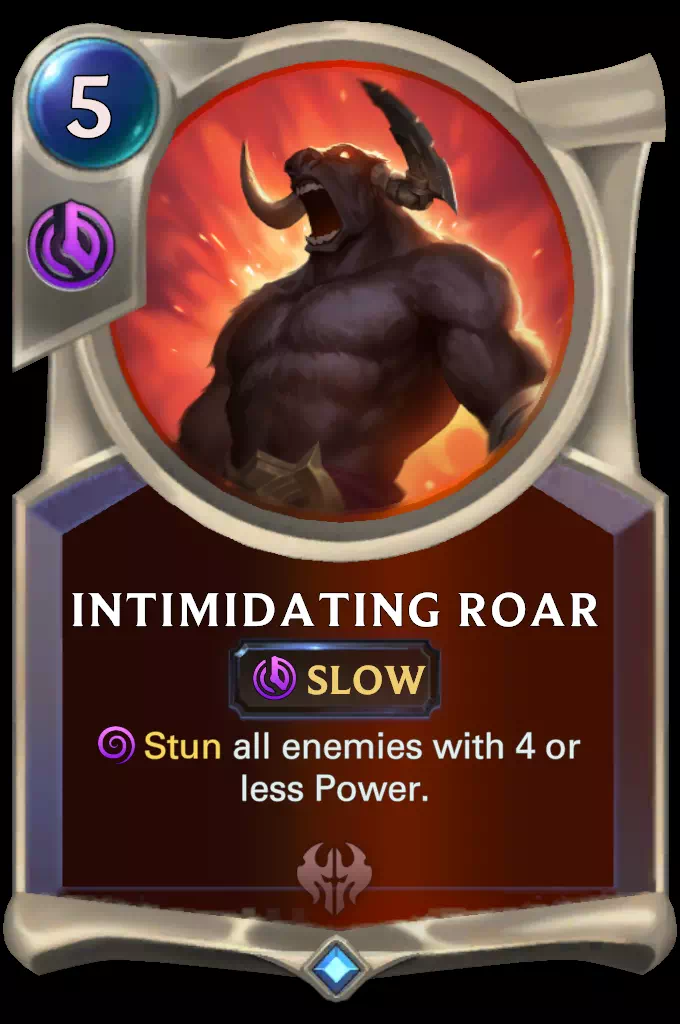 5
INTIMIDATING ROAR
SLOW
Stun all enemies with 4 or
less Power.